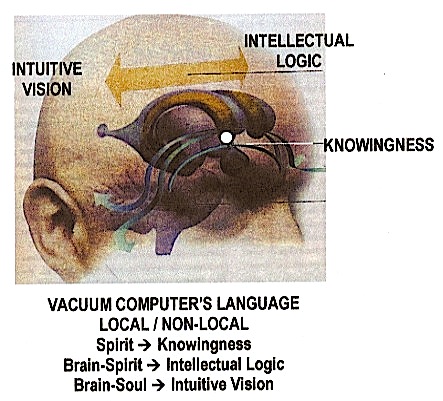 INTELLECTUAL
LOGIC
INTUITIVE
VISION
KNOWINGNESS
VACUUM COMPUTER'S LANGUAGE
LOCAL / NON-LOCAL
Spirit → Knowingness
Brain-Spirit → Intellectual Logic
Brain-Soul → Intuitive Vision